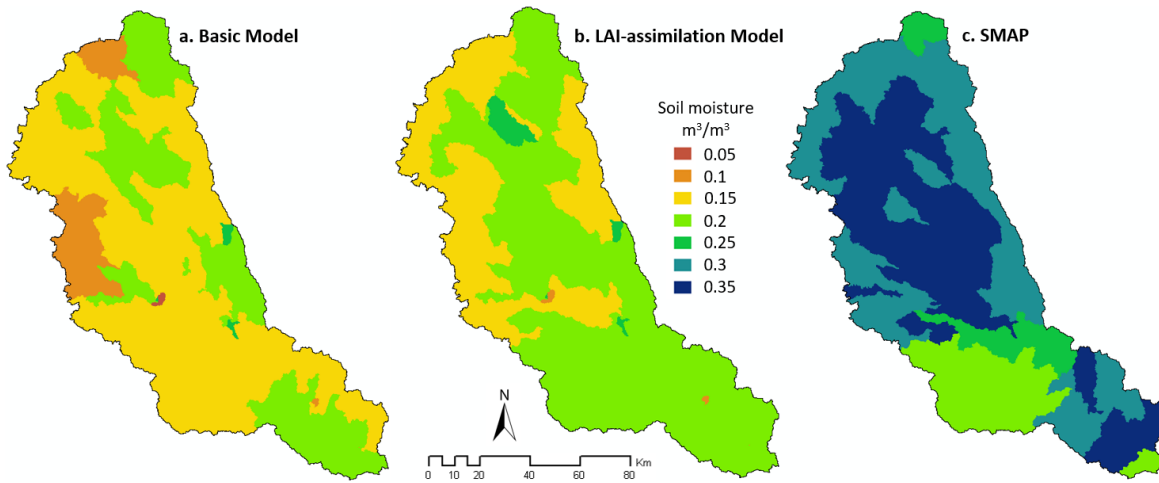 a. Basic Model
b. LAI-assimilation Model
c. SMAP
Soil moisture
m³/m³
0.05
0.1
0.15
0.2
0.25
0.3
0.35
N
Km
0 10 20 40 60 80